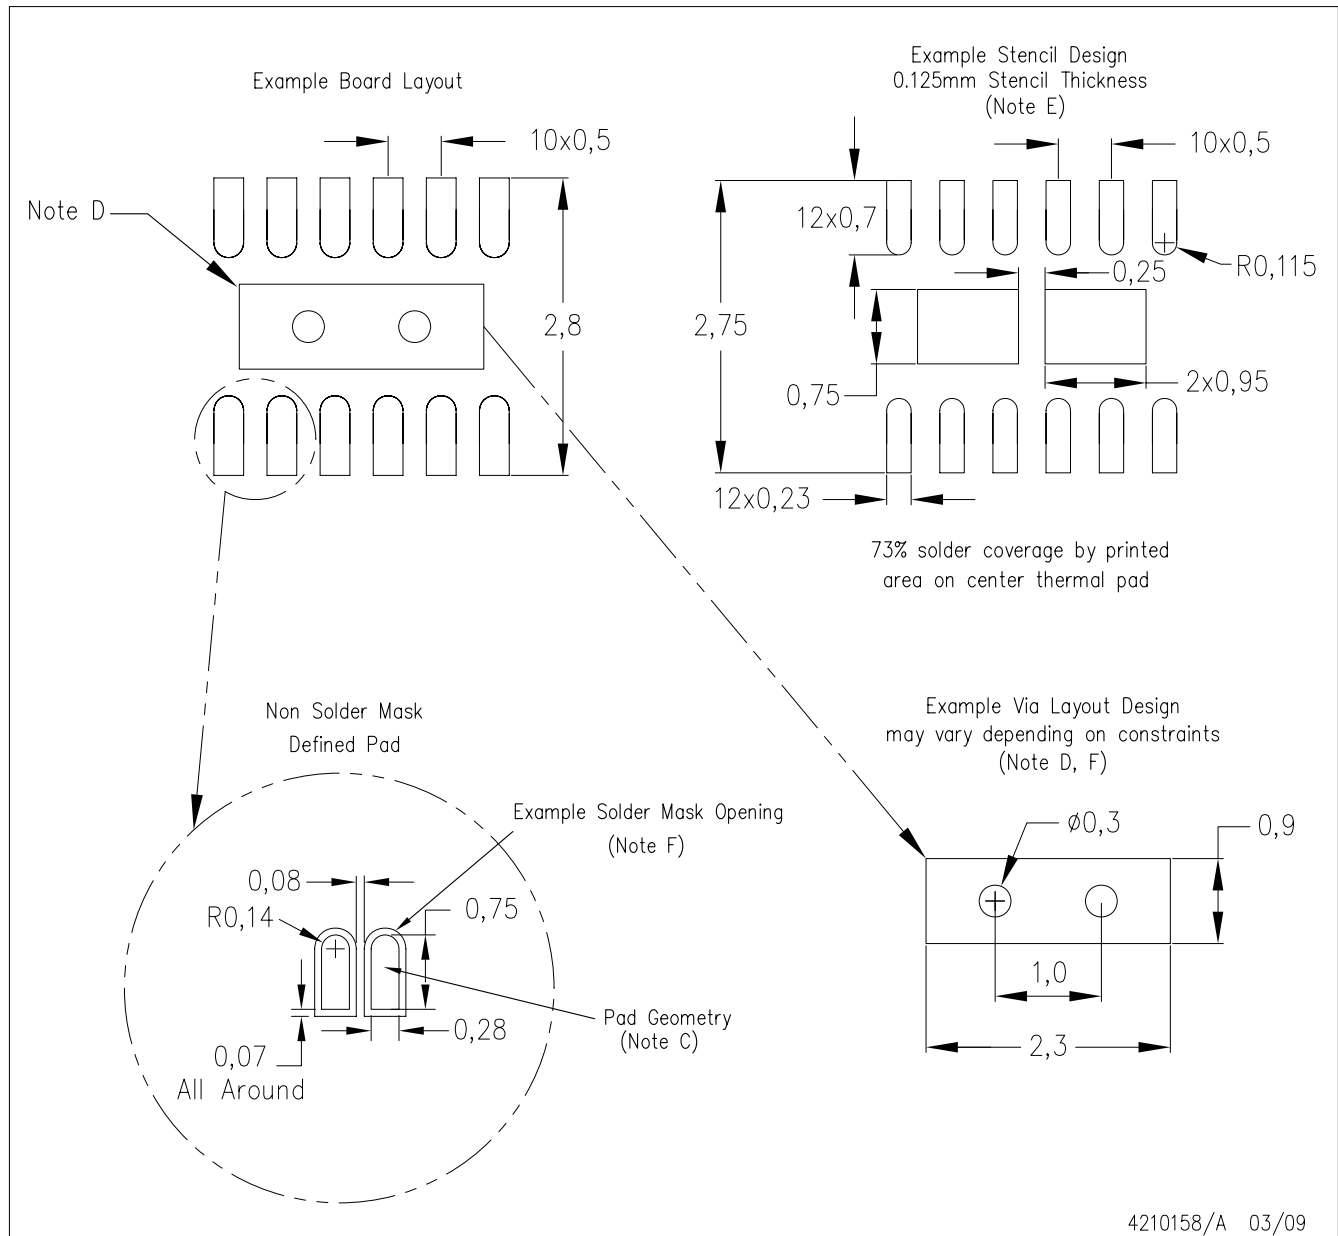 Example Board Layout
10x0,5
Note D
2,8
Example Stencil Design
0.125mm Stencil Thickness
(Note E)
10x0,5
12x0,7
R0,115
0,25
2,75
0,75
2x0,95
12x0,23
73% solder coverage by printed
area on center thermal pad
Non Solder Mask
Defined Pad
Example Solder Mask Opening
(Note F)
0,08
R0,14
0,75
0,28
Pad Geometry
(Note C)
0,07
All Around
Example Via Layout Design
may vary depending on constraints
(Note D, F)
ø0,3
0,9
1,0
2,3
4210158/A 03/09